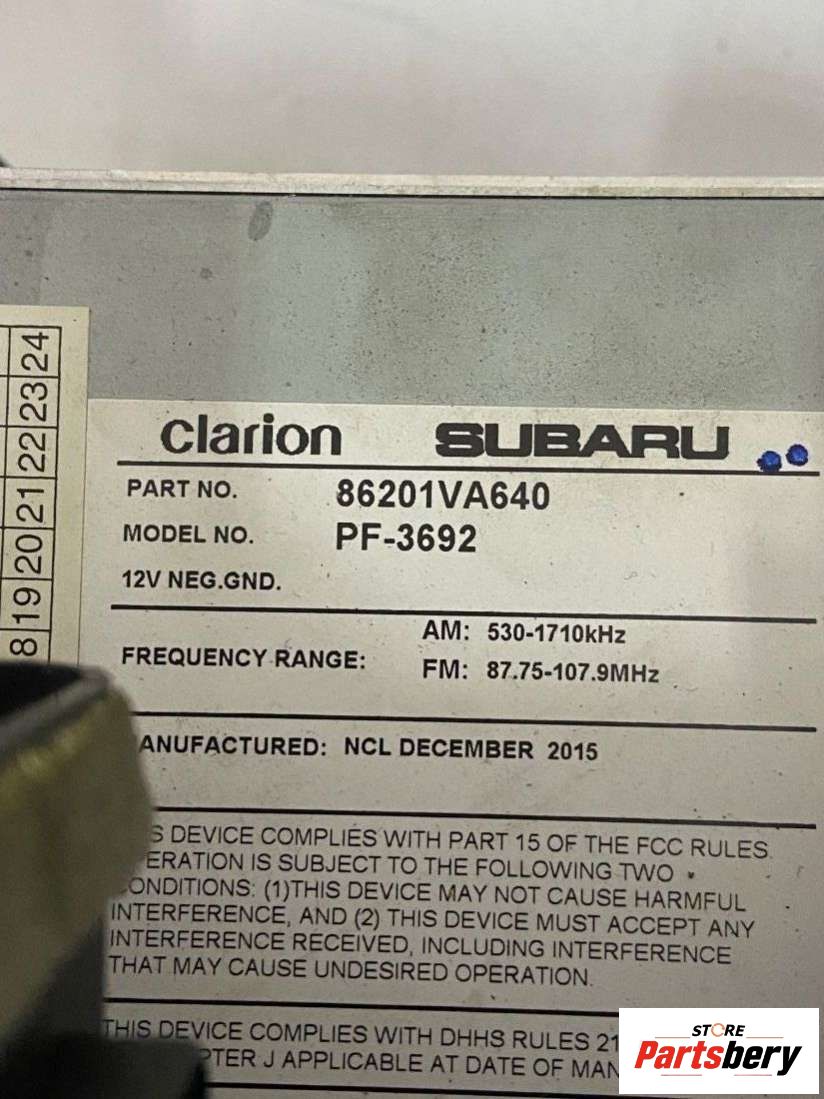 Clarion SUBARU
PART NO. 86201VA640
MODEL NO. PF-3692
12V NEG.GND.
FREQUENCY RANGE: AM: 530-1710kHz
FM: 87.75-107.9MHz
ANUFACTURED: NCL DECEMBER 2015
S DEVICE COMPLIES WITH PART 15 OF THE FCC RULES.
ERATION IS SUBJECT TO THE FOLLOWING TWO
CONDITIONS: (1)THIS DEVICE MAY NOT CAUSE HARMFUL
INTERFERENCE, AND (2) THIS DEVICE MUST ACCEPT ANY
INTERFERENCE RECEIVED, INCLUDING INTERFERENCE
THAT MAY CAUSE UNDESIRED OPERATION.
THIS DEVICE COMPLIES WITH DHHS RULES 21
PTER J APPLICABLE AT DATE OF MAN
8 19 20 21 22 23 24
STORE
Partsbery